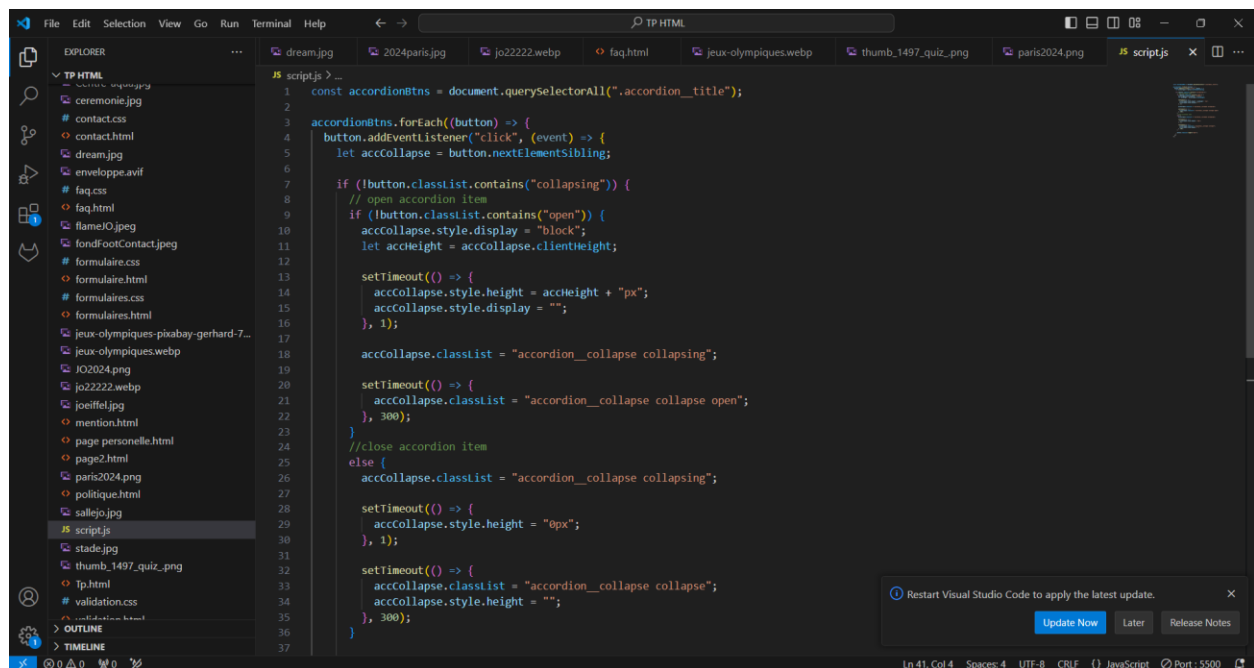 File Edit Selection View Go Run Terminal Help
TP HTML
EXPLORER
dream.jpg 2024paris.jpg jo22222.webp faq.html jeux-olympiques.webp thumb_1497_quiz_.png paris2024.png JS script.js
TP HTML
ceremonie.jpg
# contact.css
contact.html
dream.jpg
enveloppe.avif
# faq.css
faq.html
flameJO.jpeg
fondFootContact.jpeg
# formulaire.css
formulaire.html
# formulaires.css
formulaires.html
jeux-olympiques-pixabay-gerhard-7...
jeux-olympiques.webp
JO2024.png
jo22222.webp
joeiffel.jpg
mention.html
page personelle.html
page2.html
paris2024.png
politique.html
sallejo.jpg
JS script.js
stade.jpg
thumb_1497_quiz_.png
Tp.html
# validation.css
OUTLINE
TIMELINE
JS script.js > ...
1 const accordionBtns = document.querySelectorAll(".accordion__title");
2
3 accordionBtns.forEach((button) => {
4 button.addEventListener("click", (event) => {
5 let accCollapse = button.nextElementSibling;
6
7 if (!button.classList.contains("collapsing")) {
8 // open accordion item
9 if (!button.classList.contains("open")) {
10 accCollapse.style.display = "block";
11 let accHeight = accCollapse.clientHeight;
12
13 setTimeout(() => {
14 accCollapse.style.height = accHeight + "px";
15 accCollapse.style.display = "";
16 }, 1);
17
18 accCollapse.classList = "accordion__collapse collapsing";
19
20 setTimeout(() => {
21 accCollapse.classList = "accordion__collapse collapse open";
22 }, 300);
23 }
24 //close accordion item
25 else {
26 accCollapse.classList = "accordion__collapse collapsing";
27
28 setTimeout(() => {
29 accCollapse.style.height = "0px";
30 }, 1);
31
32 setTimeout(() => {
33 accCollapse.classList = "accordion__collapse collapse";
34 accCollapse.style.height = "";
35 }, 300);
36 }
37
Restart Visual Studio Code to apply the latest update.
Update Now Later Release Notes
0 0 0 Ln 41, Col 4 Spaces: 4 UTF-8 CRLF {} JavaScript Port : 5500